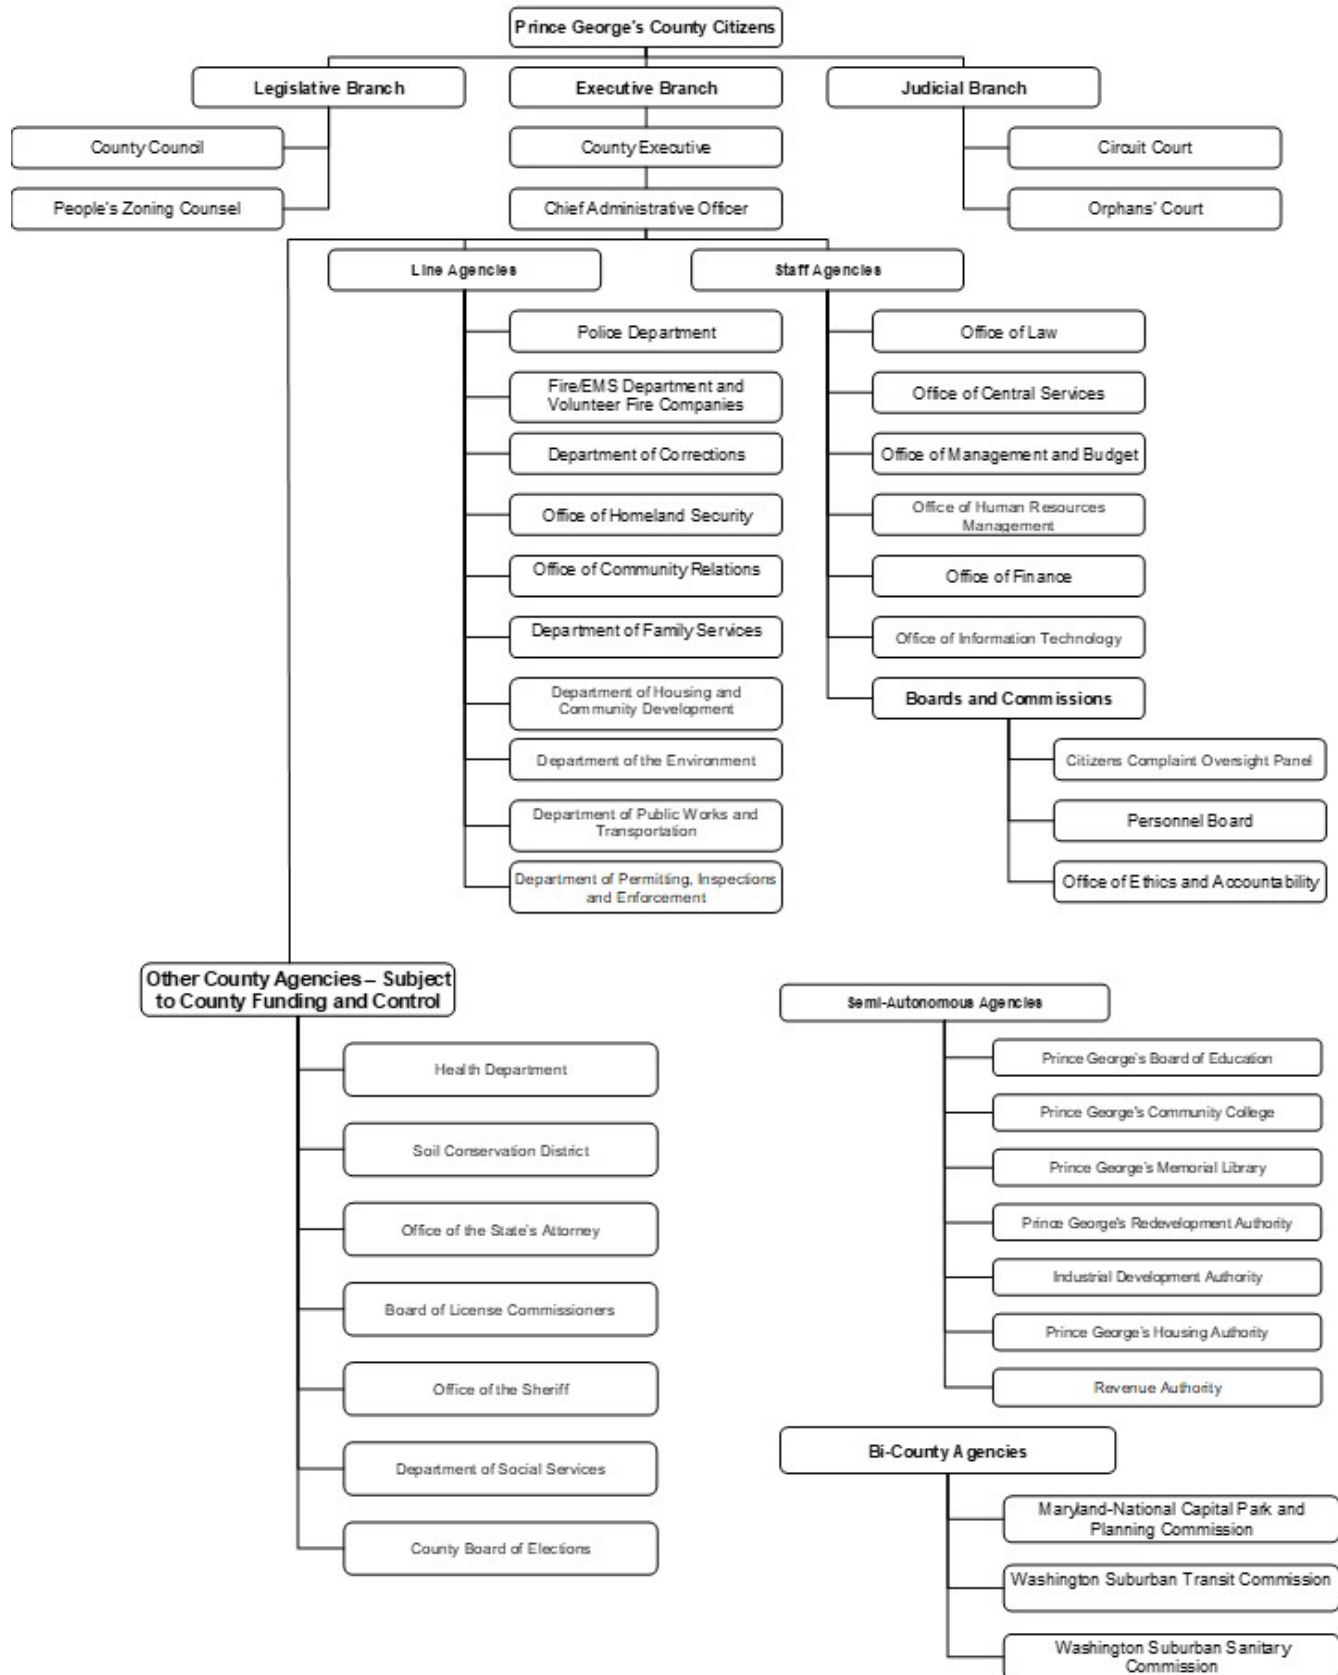 Prince George's County Citizens
Legislative Branch
Executive Branch
Judicial Branch
County Council
County Executive
Circuit Court
People's Zoning Counsel
Chief Administrative Officer
Orphans' Court
Line Agencies
Staff Agencies
Police Department
Office of Law
Fire/EMS Department and
Volunteer Fire Companies
Office of Central Services
Department of Corrections
Office of Management and Budget
Office of Homeland Security
Office of Human Resources
Management
Office of Community Relations
Office of Finance
Department of Family Services
Office of Information Technology
Department of Housing and
Community Development
Boards and Commissions
Department of the Environment
Citizens Complaint Oversight Panel
Department of Public Works and
Transportation
Personnel Board
Department of Permitting, Inspections
and Enforcement
Office of Ethics and Accountability
Other County Agencies – Subject
to County Funding and Control
Health Department
Soil Conservation District
Office of the State's Attorney
Board of License Commissioners
Office of the Sheriff
Department of Social Services
County Board of Elections
Semi-Autonomous Agencies
Prince George's Board of Education
Prince George's Community College
Prince George's Memorial Library
Prince George's Redevelopment Authority
Industrial Development Authority
Prince George's Housing Authority
Revenue Authority
Bi-County Agencies
Maryland-National Capital Park and
Planning Commission
Washington Suburban Transit Commission
Washington Suburban Sanitary
Commission